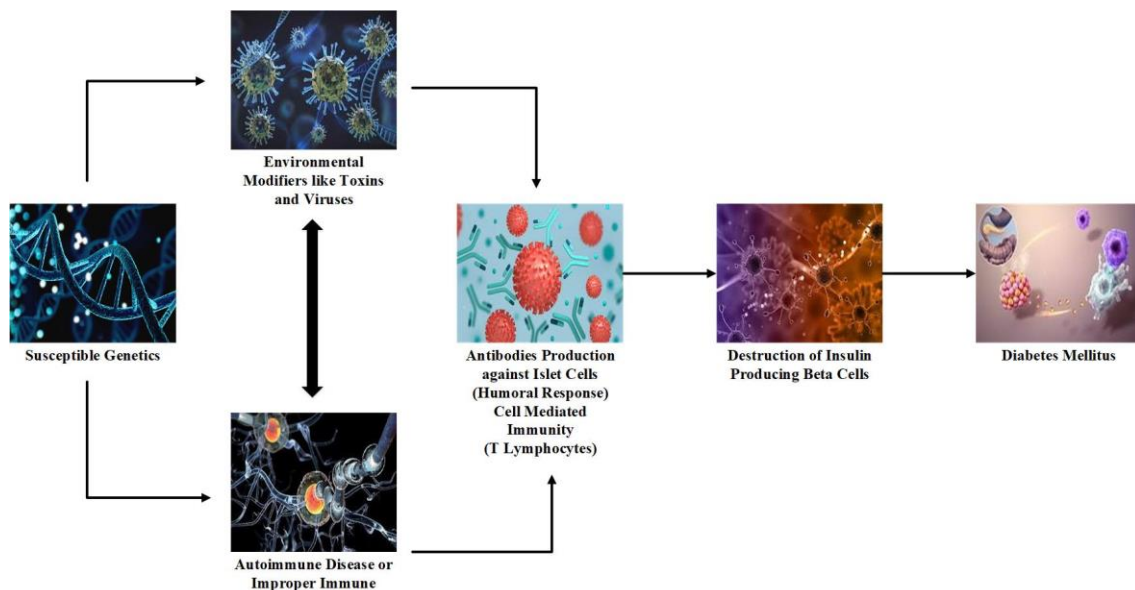 Environmental
Modifiers like Toxins
and Viruses
Susceptible Genetics
Antibodies Production
against Islet Cells
(Humoral Response)
Cell Mediated
Immunity
(T Lymphocytes)
Destruction of Insulin
Producing Beta Cells
Diabetes Mellitus
Autoimmune Disease or
Improper Immune